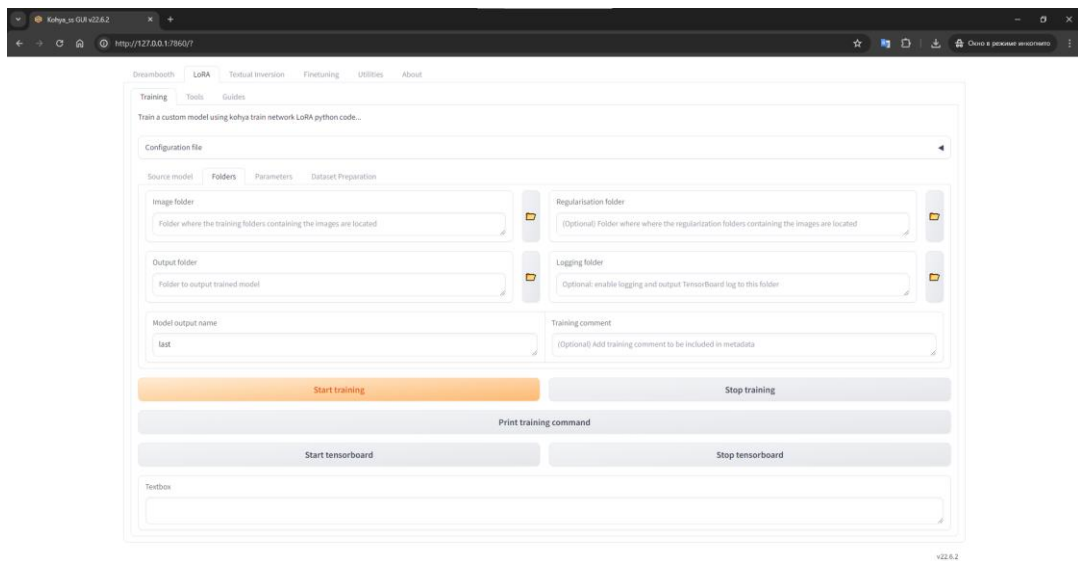 Kohya_ss GUI v22.6.2
http://127.0.0.1:7860/?
Окно в режиме инкогнито
Dreambooth LoRA Textual Inversion Finetuning Utilities About
Training Tools Guides
Train a custom model using kohya train network LoRA python code...
Configuration file
Source model Folders Parameters Dataset Preparation
Image folder
Folder where the training folders containing the images are located
Regularisation folder
(Optional) Folder where where the regularization folders containing the images are located
Output folder
Folder to output trained model
Logging folder
Optional: enable logging and output TensorBoard log to this folder
Model output name
last
Training comment
(Optional) Add training comment to be included in metadata
Start training
Stop training
Print training command
Start tensorboard
Stop tensorboard
Textbox
v22.6.2